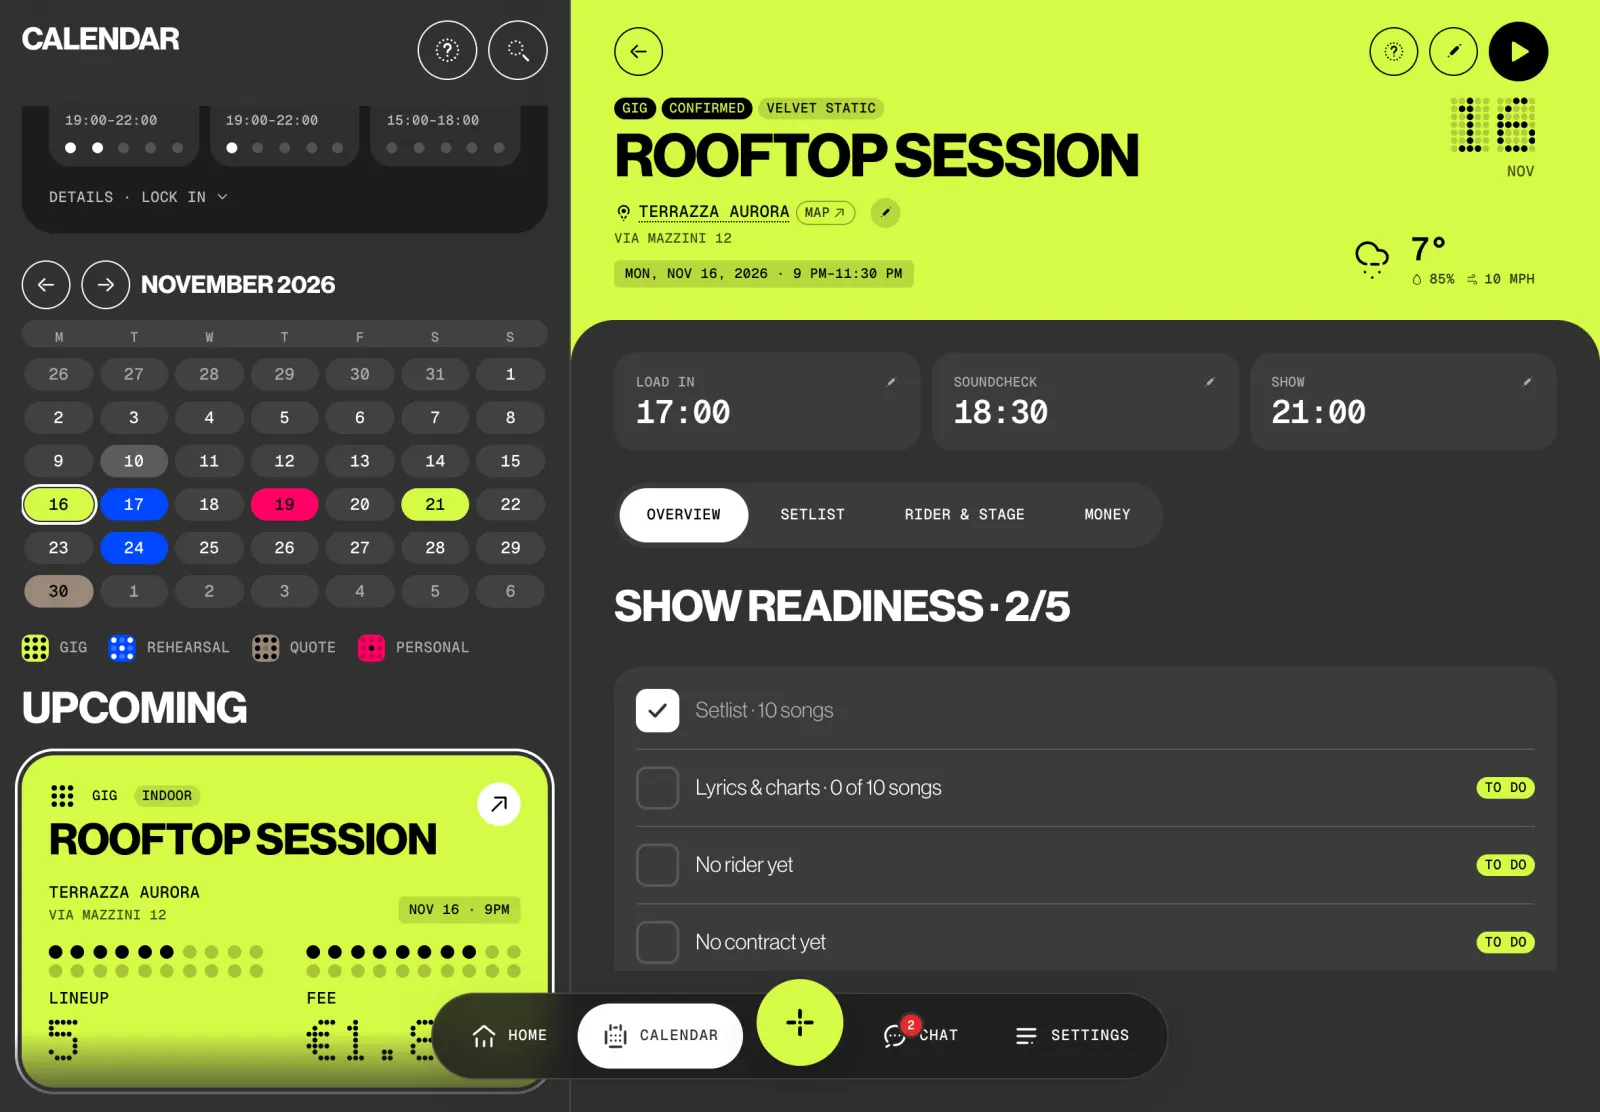 CALENDAR
19:00–22:00
19:00–22:00
15:00–18:00
DETAILS · LOCK IN
NOVEMBER 2026
M T W T F S S
26 27 28 29 30 31 1
2 3 4 5 6 7 8
9 10 11 12 13 14 15
16 17 18 19 20 21 22
23 24 25 26 27 28 29
30 1 2 3 4 5 6
GIG REHEARSAL QUOTE PERSONAL
UPCOMING
GIG INDOOR
ROOFTOP SESSION
TERRAZZA AURORA
VIA MAZZINI 12
NOV 16 · 9PM
LINEUP
5
FEE
€1.8
GIG CONFIRMED VELVET STATIC
ROOFTOP SESSION
16
NOV
TERRAZZA AURORA MAP
VIA MAZZINI 12
MON, NOV 16, 2026 · 9 PM–11:30 PM
7°
85% 10 MPH
LOAD IN
17:00
SOUNDCHECK
18:30
SHOW
21:00
OVERVIEW SETLIST RIDER & STAGE MONEY
SHOW READINESS · 2/5
Setlist · 10 songs
Lyrics & charts · 0 of 10 songs TO DO
No rider yet TO DO
No contract yet TO DO
HOME CALENDAR 2 CHAT SETTINGS